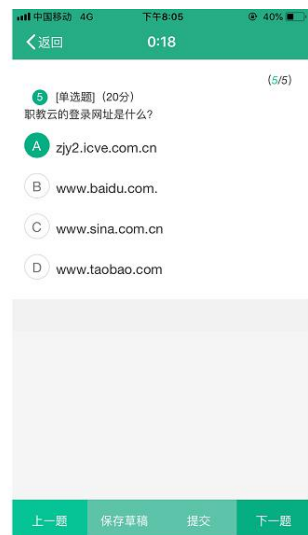 中国移动 4G 下午8:05 40%
返回 0:18
(5/5)
5 [单选题] (20分)
职教云的登录网址是什么?
A zjy2.icve.com.cn
B www.baidu.com.
C www.sina.com.cn
D www.taobao.com
上一题 保存草稿 提交 下一题